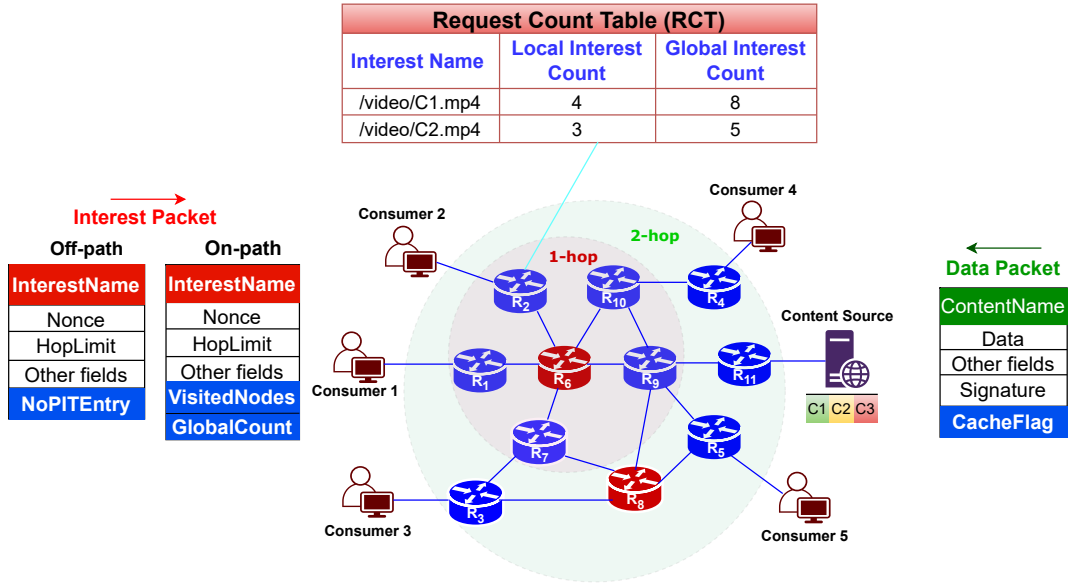 Request Count Table (RCT)
Interest Name
Local Interest
Count
Global Interest
Count
/video/C1.mp4
4
8
/video/C2.mp4
3
5
Interest Packet
Off-path
On-path
InterestName
Nonce
HopLimit
Other fields
NoPITEntry
InterestName
Nonce
HopLimit
Other fields
VisitedNodes
GlobalCount
Consumer 2
Consumer 4
2-hop
1-hop
R2
R10
R4
Consumer 1
R1
R6
R9
R11
Content Source
C1 C2 C3
R7
R5
R8
R3
Consumer 3
Consumer 5
Data Packet
ContentName
Data
Other fields
Signature
CacheFlag